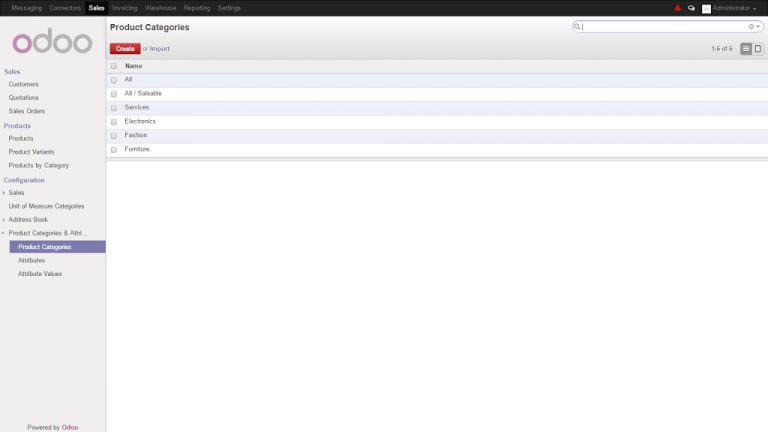 Messaging Connectors Sales Invoicing Warehouse Reporting Settings Administrator
odoo
Product Categories
Create or Import 1-6 of 6
Name
All
All / Saleable
Services
Electronics
Fashion
Furniture
Sales
Customers
Quotations
Sales Orders
Products
Products
Product Variants
Products by Category
Configuration
Sales
Unit of Measure Categories
Address Book
Product Categories & Attri...
Product Categories
Attributes
Attribute Values
Powered by Odoo